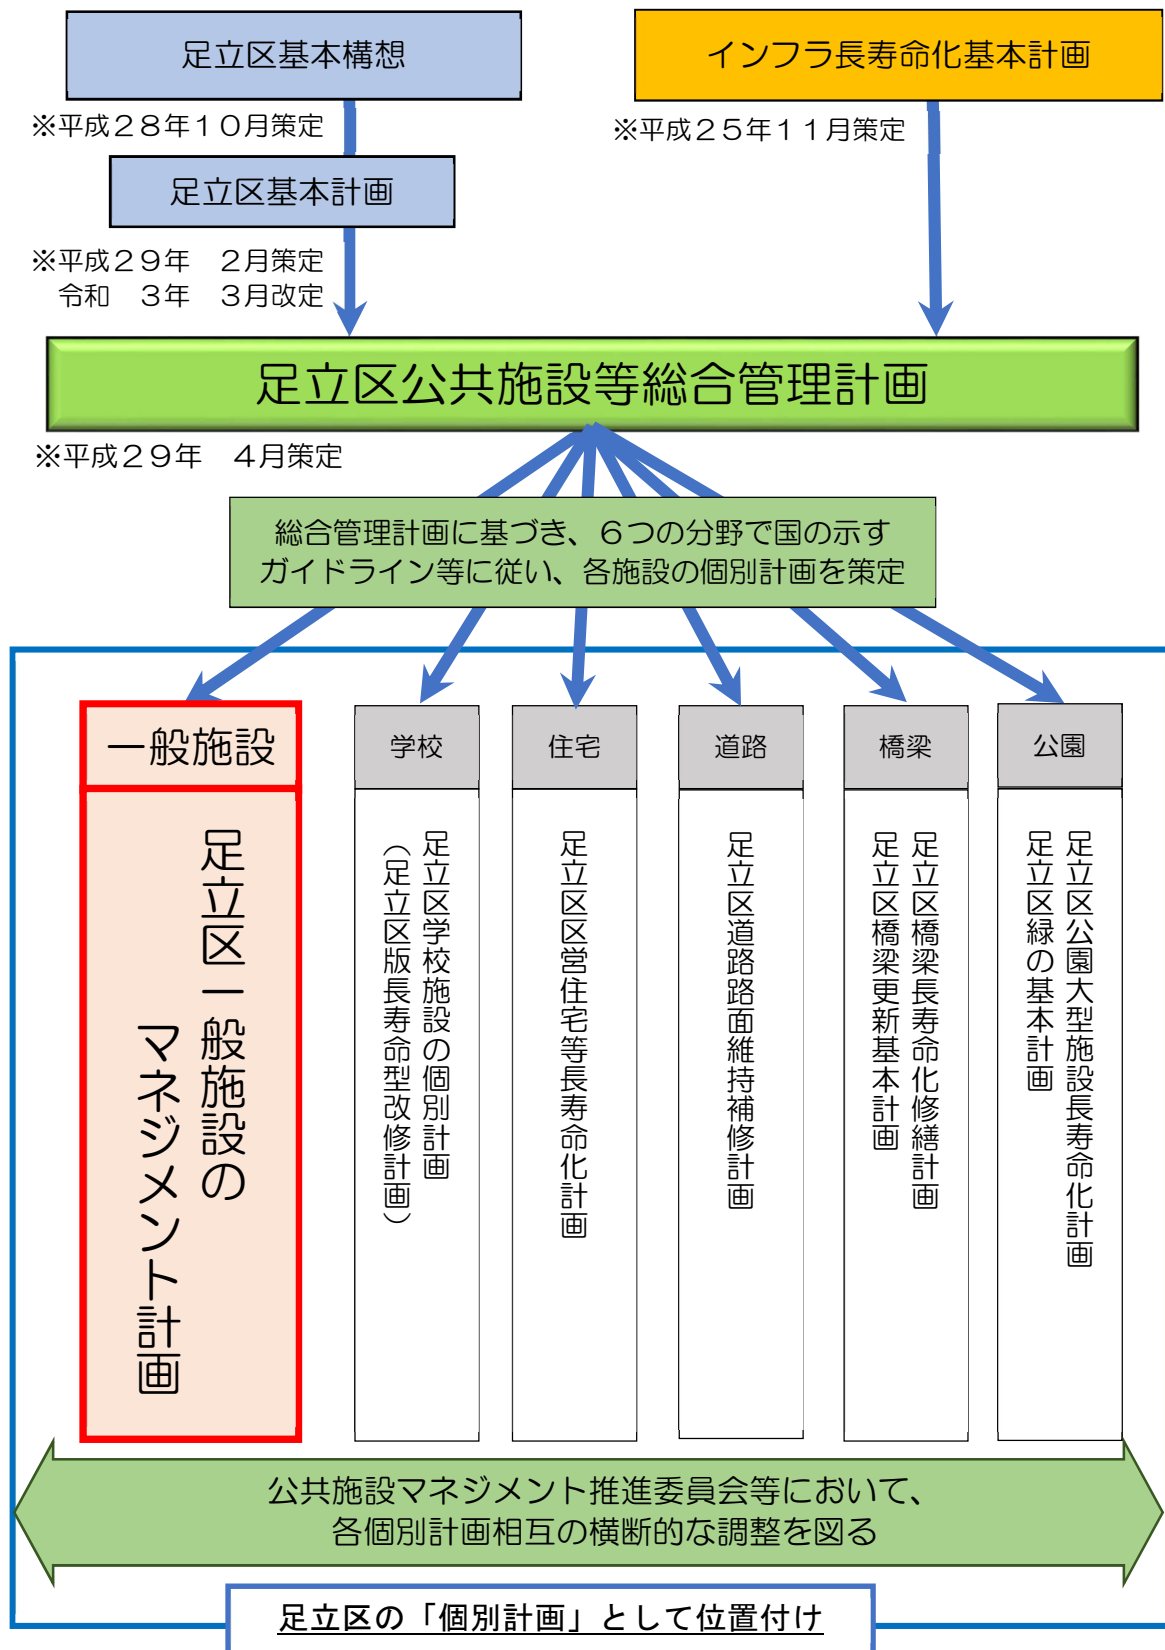 足立区基本構想
インフラ長寿命化基本計画
※平成２８年１０月策定
※平成２５年１１月策定
足立区基本計画
※平成２９年　２月策定
令和　３年　３月改定
足立区公共施設等総合管理計画
※平成２９年　４月策定
総合管理計画に基づき、６つの分野で国の示す
ガイドライン等に従い、各施設の個別計画を策定
一般施設
足立区一般施設の
マネジメント計画
学校
足立区学校施設の個別計画
（足立区版長寿命型改修計画）
住宅
足立区区営住宅等長寿命化計画
道路
足立区道路路面維持補修計画
橋梁
足立区橋梁長寿命化修繕計画
足立区橋梁更新基本計画
公園
足立区公園大型施設長寿命化計画
足立区緑の基本計画
公共施設マネジメント推進委員会等において、
各個別計画相互の横断的な調整を図る
足立区の「個別計画」として位置付け